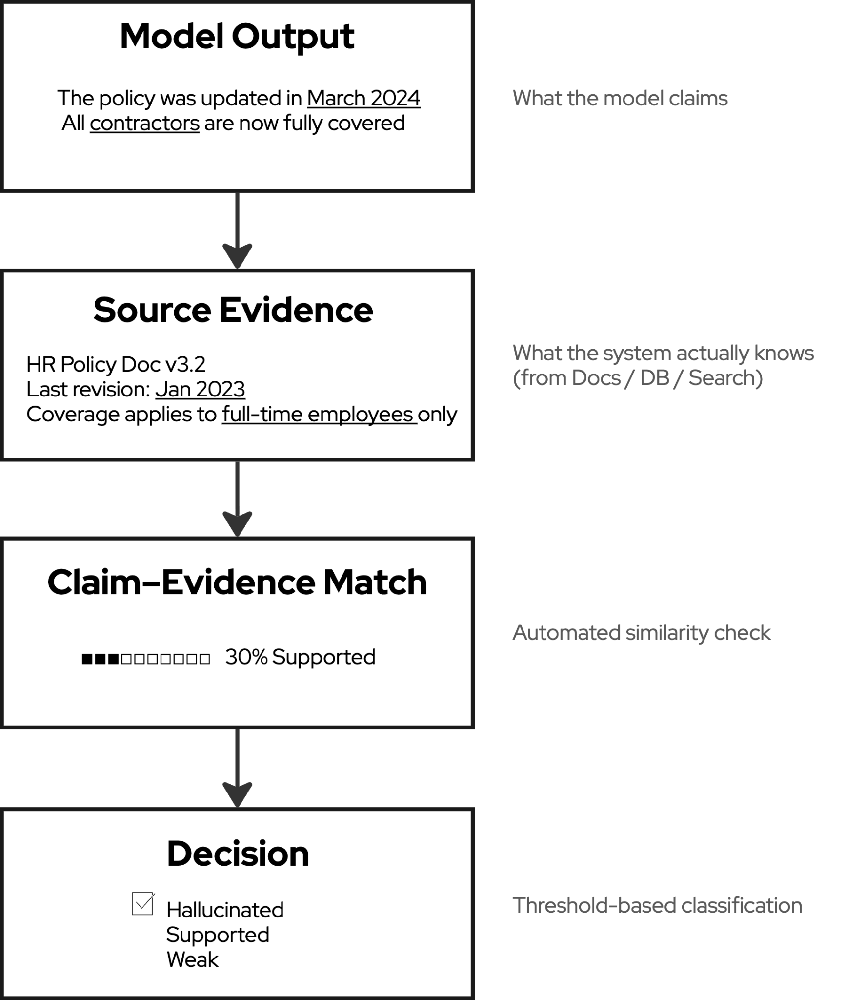 Model Output
The policy was updated in March 2024
All contractors are now fully covered
What the model claims
Source Evidence
HR Policy Doc v3.2
Last revision: Jan 2023
Coverage applies to full-time employees only
What the system actually knows
(from Docs / DB / Search)
Claim–Evidence Match
30% Supported
Automated similarity check
Decision
Hallucinated
Supported
Weak
Threshold-based classification